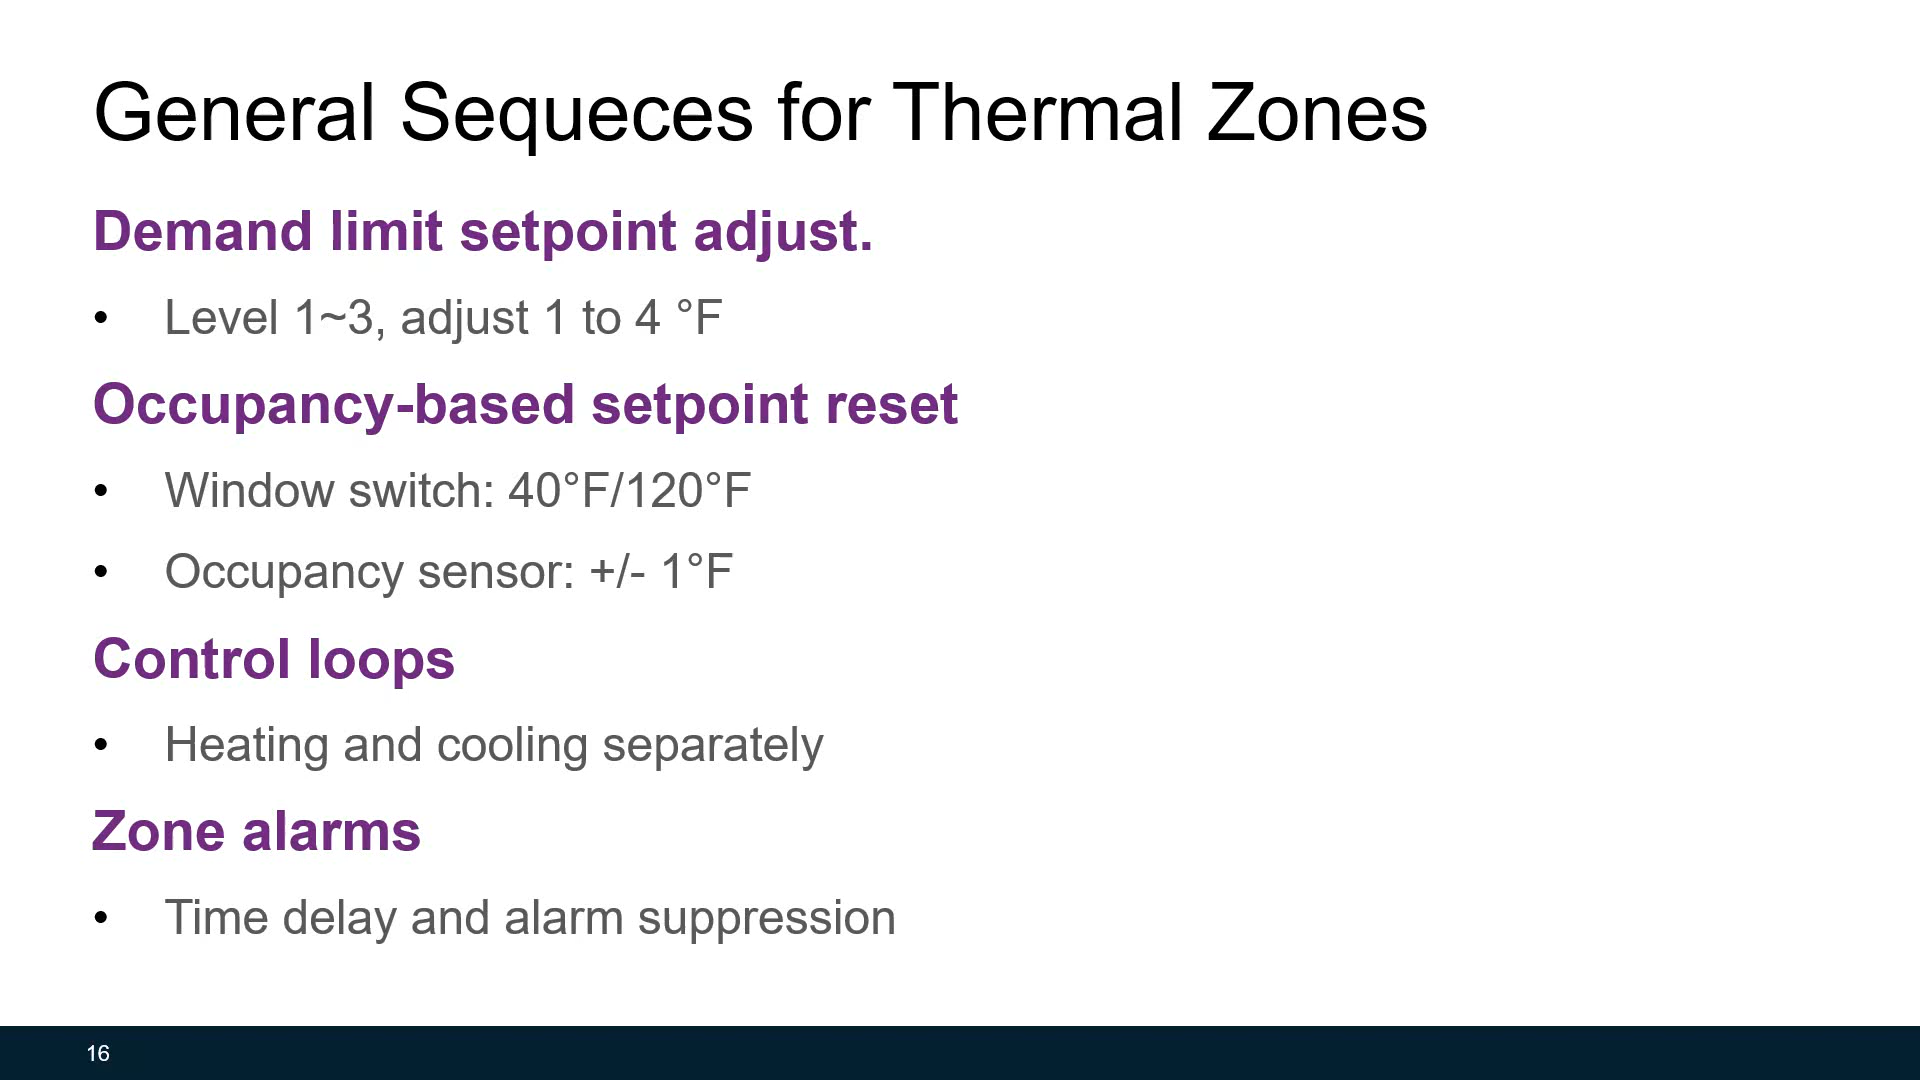 General Sequeces for Thermal Zones
Demand limit setpoint adjust.
• Level 1~3, adjust 1 to 4 °F
Occupancy-based setpoint reset
• Window switch: 40°F/120°F
• Occupancy sensor: +/- 1°F
Control loops
• Heating and cooling separately
Zone alarms
• Time delay and alarm suppression
16